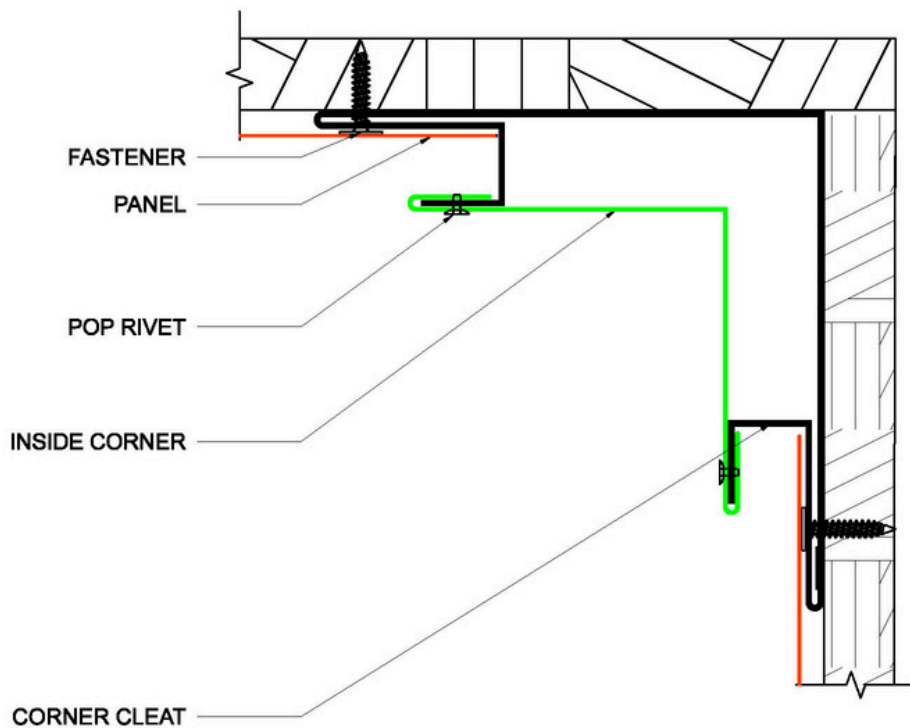 FASTENER
PANEL
POP RIVET
INSIDE CORNER
CORNER CLEAT